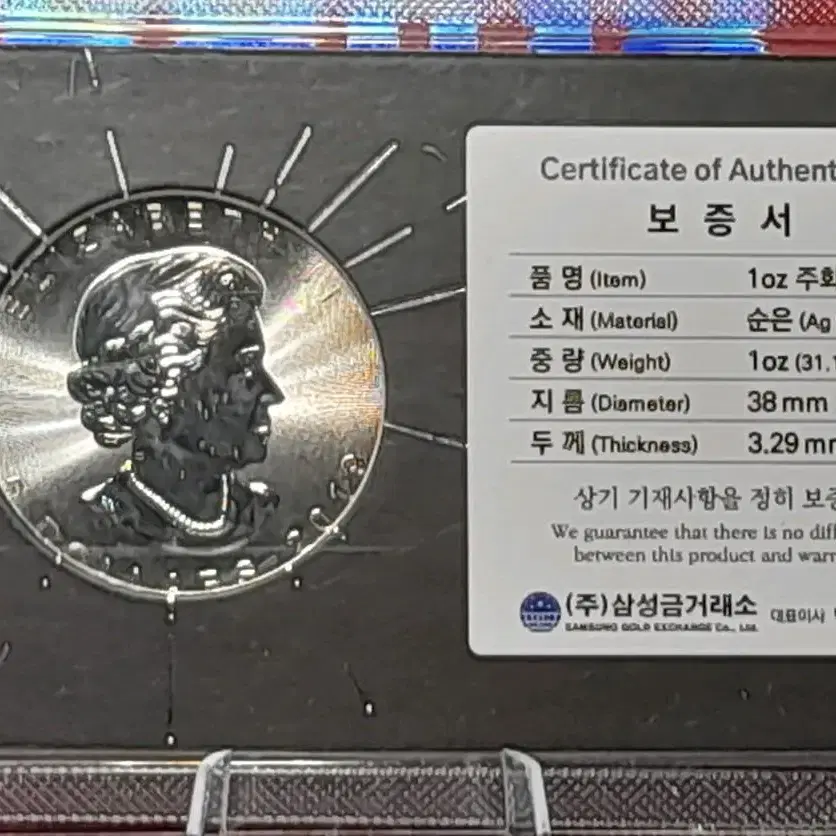 Certificate of Authent
보증서
품명 (Item) 1oz 주화
소재 (Material) 순은 (Ag
중량 (Weight) 1oz (31.1
지름 (Diameter) 38 mm
두께 (Thickness) 3.29 mm
상기 기재사항을 정히 보증
We guarantee that there is no diff
between this product and warr
(주)삼성금거래소 대표이사
SAMSUNG GOLD EXCHANGE Co., Ltd.